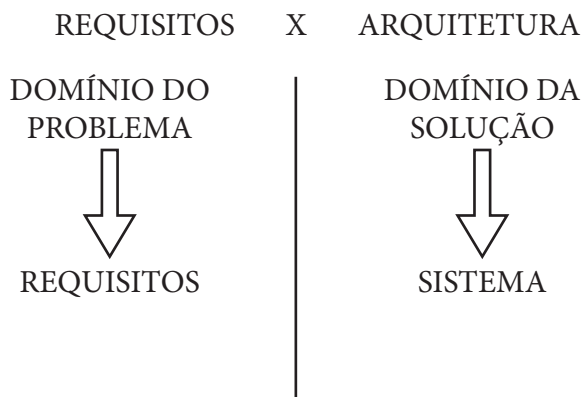 REQUISITOS X ARQUITETURA
DOMÍNIO DO
PROBLEMA
REQUISITOS
DOMÍNIO DA
SOLUÇÃO
SISTEMA